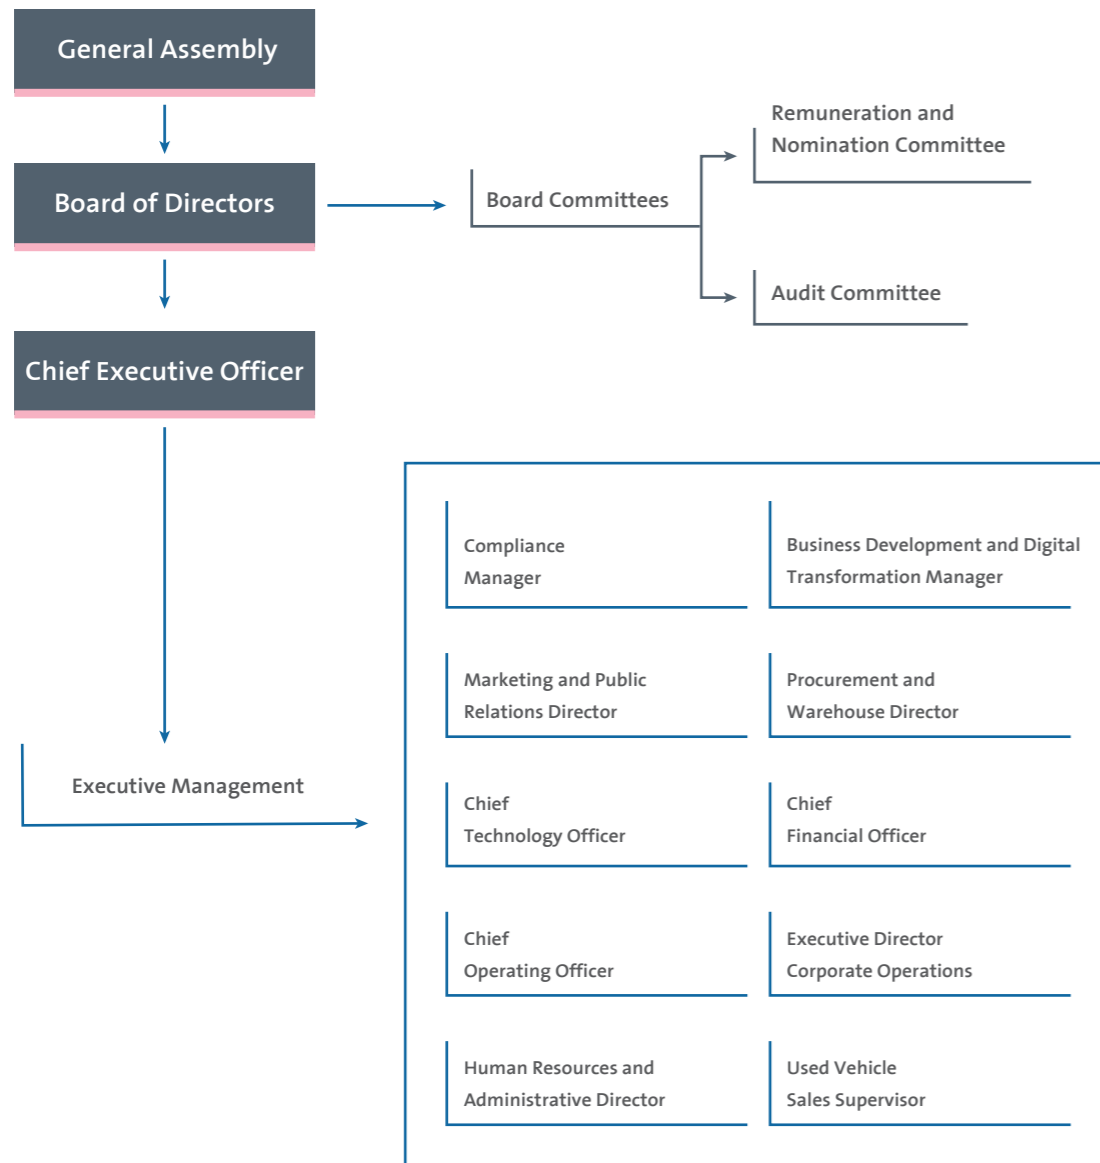 General Assembly
Board of Directors
Board Committees
Remuneration and
Nomination Committee
Audit Committee
Chief Executive Officer
Executive Management
Compliance
Manager
Business Development and Digital
Transformation Manager
Marketing and Public
Relations Director
Procurement and
Warehouse Director
Chief
Technology Officer
Chief
Financial Officer
Chief
Operating Officer
Executive Director
Corporate Operations
Human Resources and
Administrative Director
Used Vehicle
Sales Supervisor